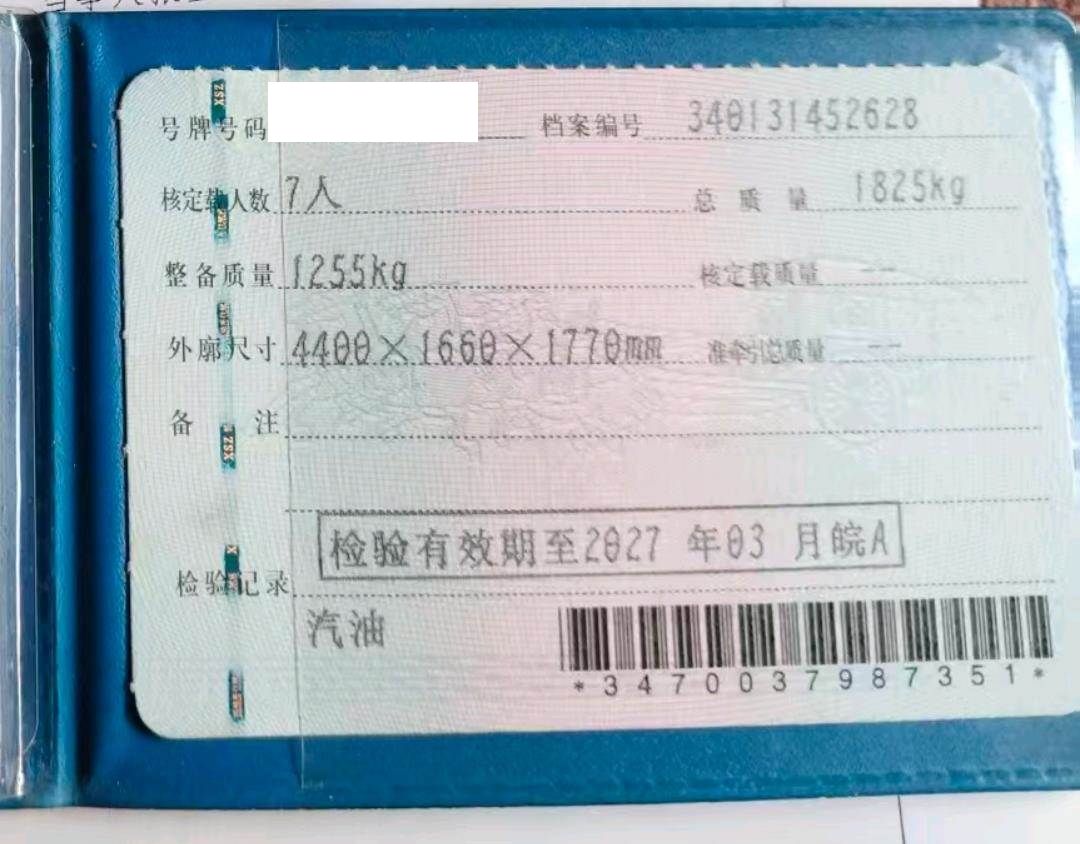 号牌号码 档案编号 340131452628
核定载人数 7人 总质量 1825kg
整备质量 1255kg 核定载质量 --
外廓尺寸 4400×1660×1770mm 准牵引总质量 --
备注
检验有效期至2027年03月皖A
检验记录
汽油
*3470037987351*
XSZ
XSZ